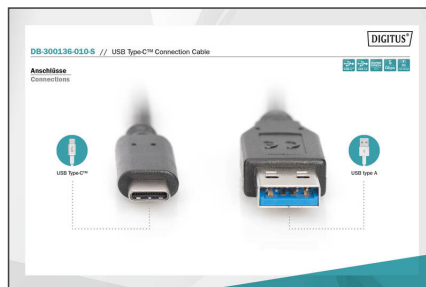 DIGITUS®
DB-300136-010-S // USB Type-C™ Connection Cable
Anschlüsse
Connections
USB Type-C™
USB type A